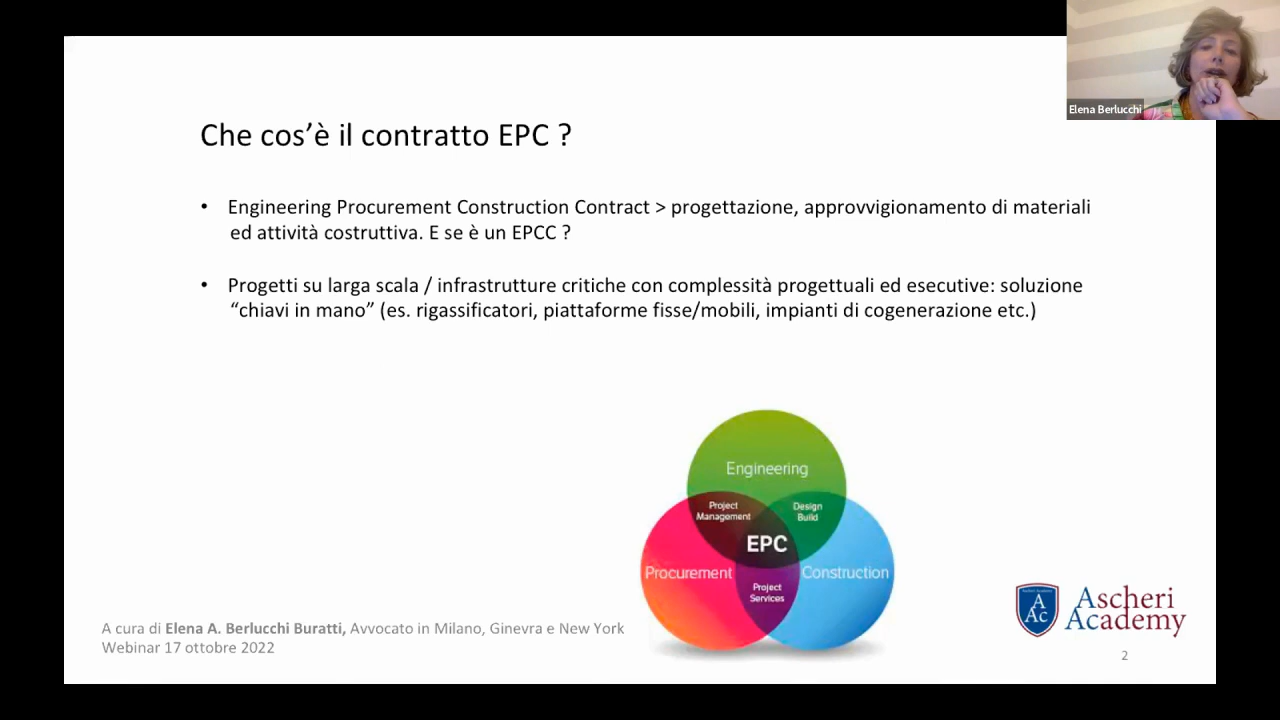 Elena Berlucchi
Che cos’è il contratto EPC ?
• Engineering Procurement Construction Contract > progettazione, approvvigionamento di materiali
ed attività costruttiva. E se è un EPCC ?
• Progetti su larga scala / infrastrutture critiche con complessità progettuali ed esecutive: soluzione
“chiavi in mano” (es. rigassificatori, piattaforme fisse/mobili, impianti di cogenerazione etc.)
Engineering
Project
Management
Design
Build
EPC
Procurement
Construction
Project
Services
A cura di Elena A. Berlucchi Buratti, Avvocato in Milano, Ginevra e New York
Webinar 17 ottobre 2022
A
Ac
Ascheri
Academy
2